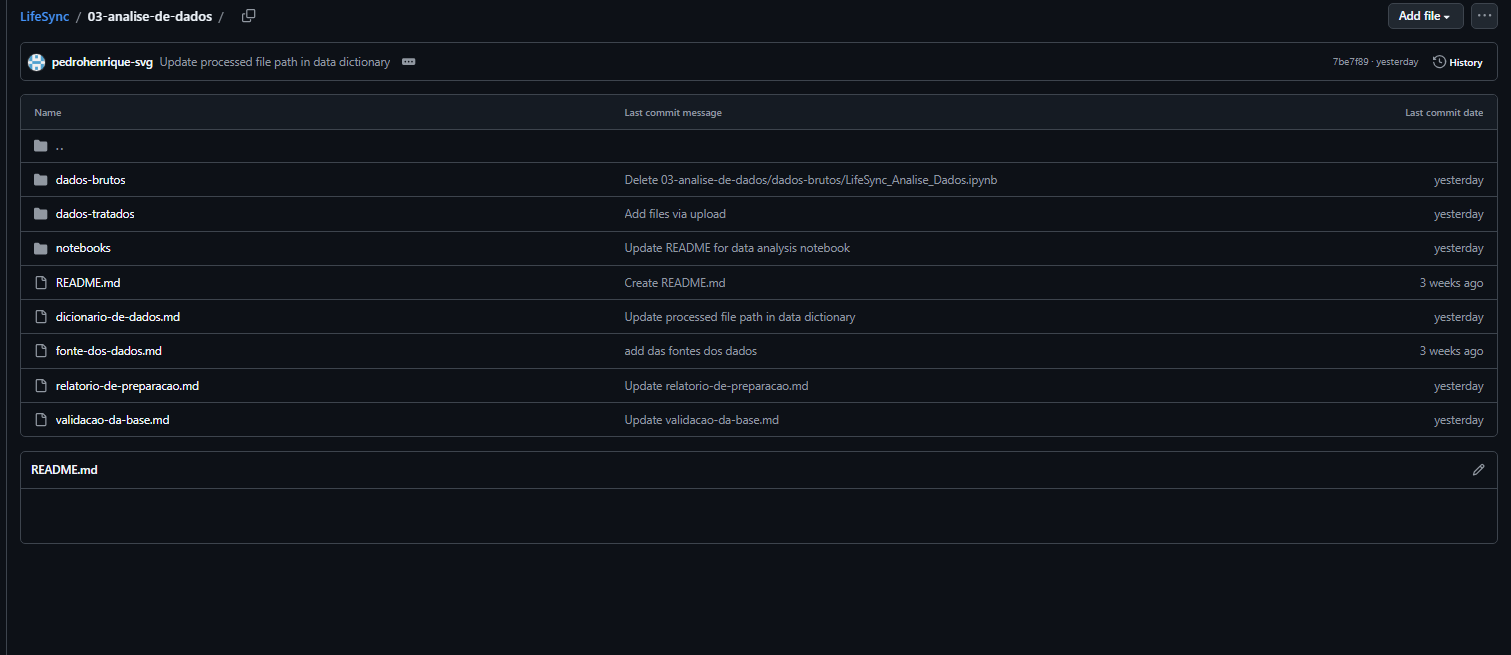 LifeSync / 03-analise-de-dados /
Add file
pedrohenrique-svg Update processed file path in data dictionary
7be7f89 · yesterday
History
Name Last commit message Last commit date
..
dados-brutos Delete 03-analise-de-dados/dados-brutos/LifeSync_Analise_Dados.ipynb yesterday
dados-tratados Add files via upload yesterday
notebooks Update README for data analysis notebook yesterday
README.md Create README.md 3 weeks ago
dicionario-de-dados.md Update processed file path in data dictionary yesterday
fonte-dos-dados.md add das fontes dos dados 3 weeks ago
relatorio-de-preparacao.md Update relatorio-de-preparacao.md yesterday
validacao-da-base.md Update validacao-da-base.md yesterday
README.md